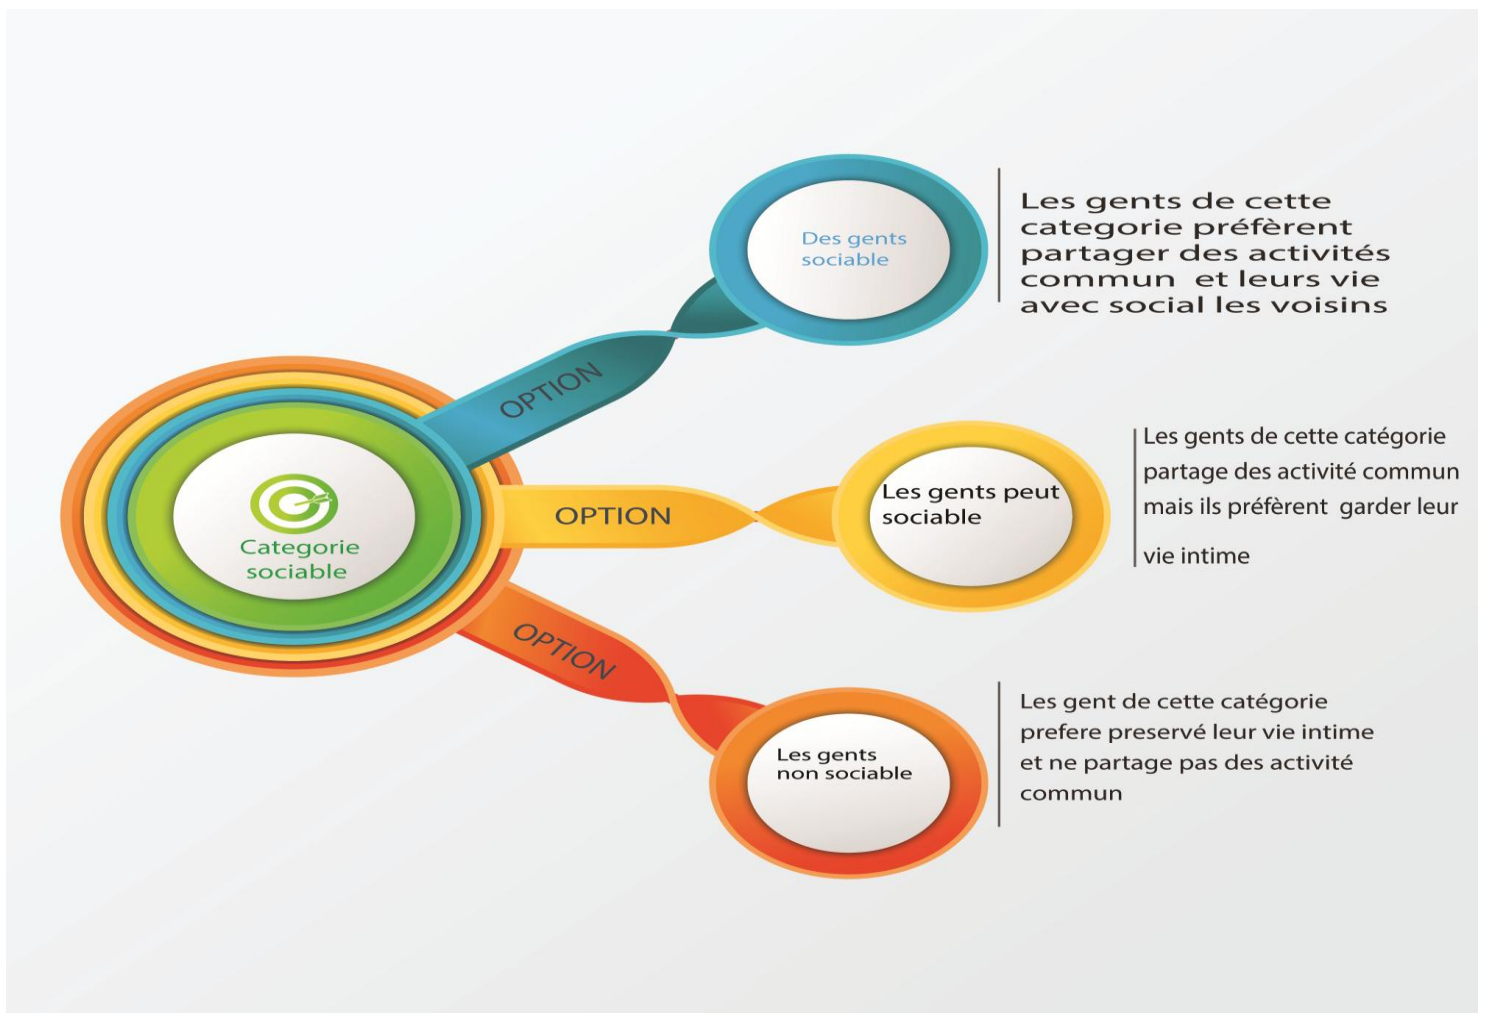 Categorie
sociable
OPTION
Des gents
sociable
Les gents de cette
categorie préfèrent
partager des activités
commun et leurs vie
avec social les voisins
OPTION
Les gents peut
sociable
Les gents de cette catégorie
partage des activité commun
mais ils préfèrent garder leur
vie intime
OPTION
Les gents
non sociable
Les gent de cette catégorie
prefere preservé leur vie intime
et ne partage pas des activité
commun